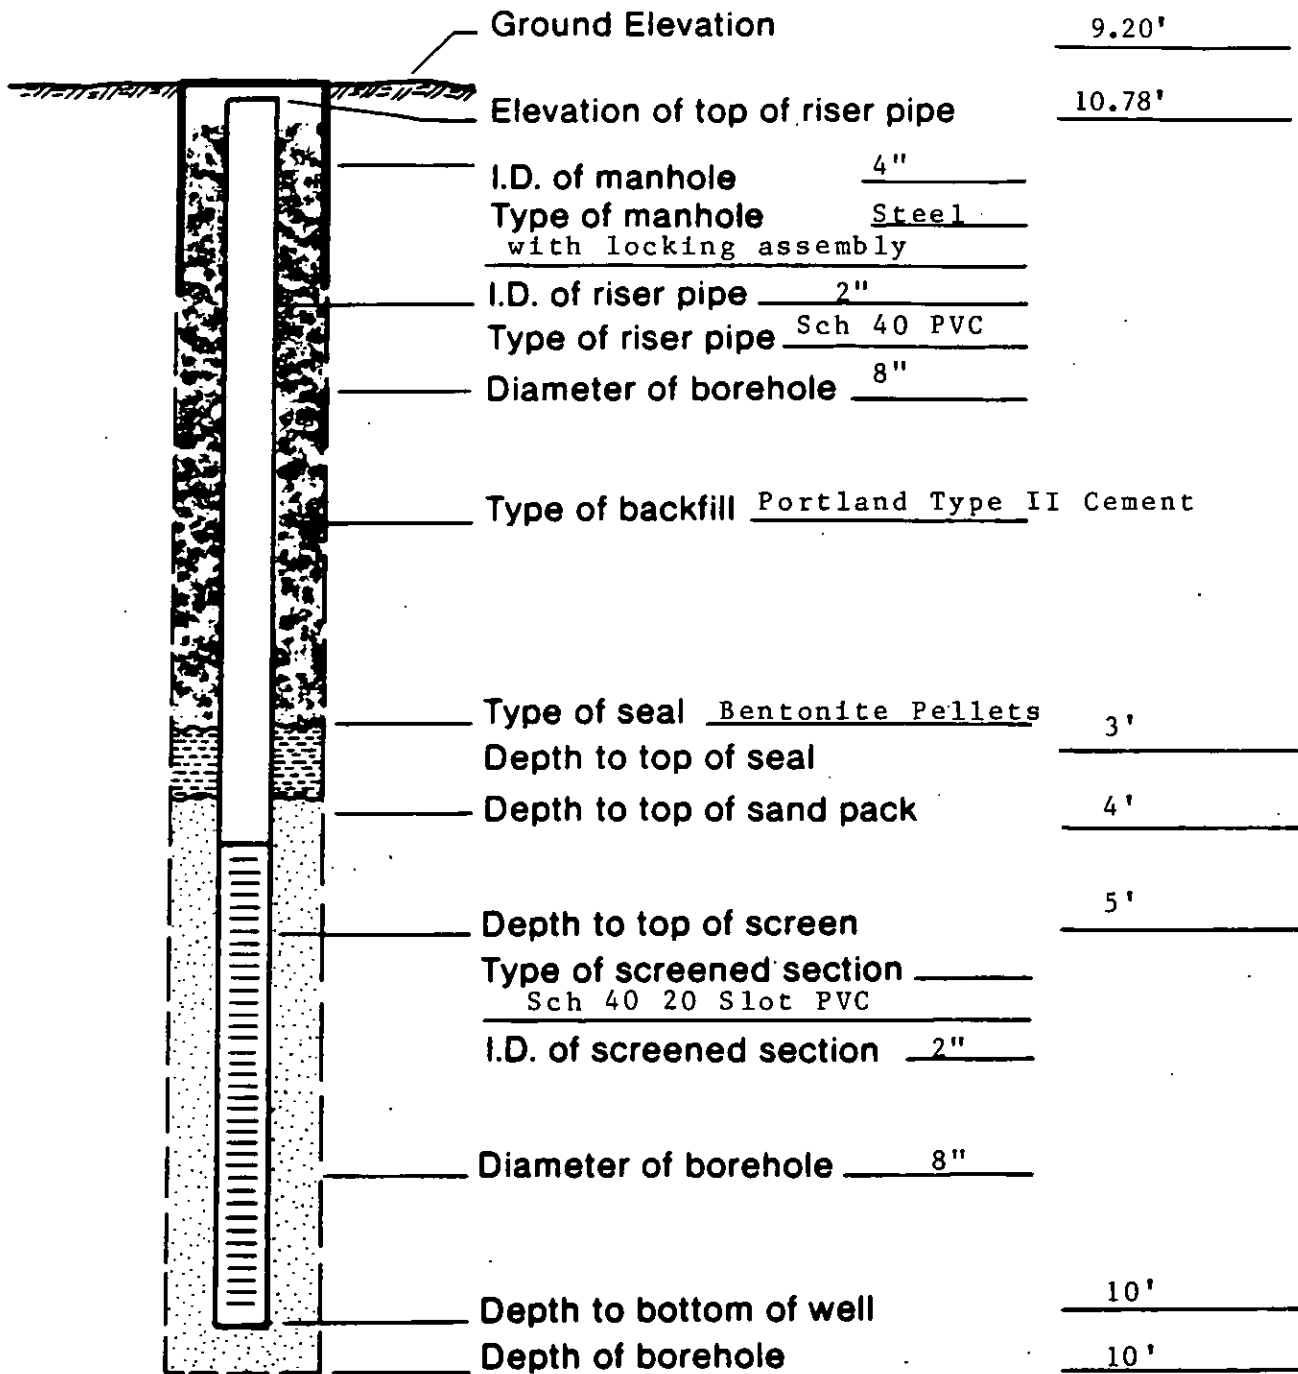 Ground Elevation 9.20'
Elevation of top of riser pipe 10.78'
I.D. of manhole 4"
Type of manhole Steel
with locking assembly
I.D. of riser pipe 2"
Type of riser pipe Sch 40 PVC
Diameter of borehole 8"
Type of backfill Portland Type II Cement
Type of seal Bentonite Pellets
Depth to top of seal 3'
Depth to top of sand pack 4'
Depth to top of screen 5'
Type of screened section
Sch 40 20 Slot PVC
I.D. of screened section 2"
Diameter of borehole 8"
Depth to bottom of well 10'
Depth of borehole 10'